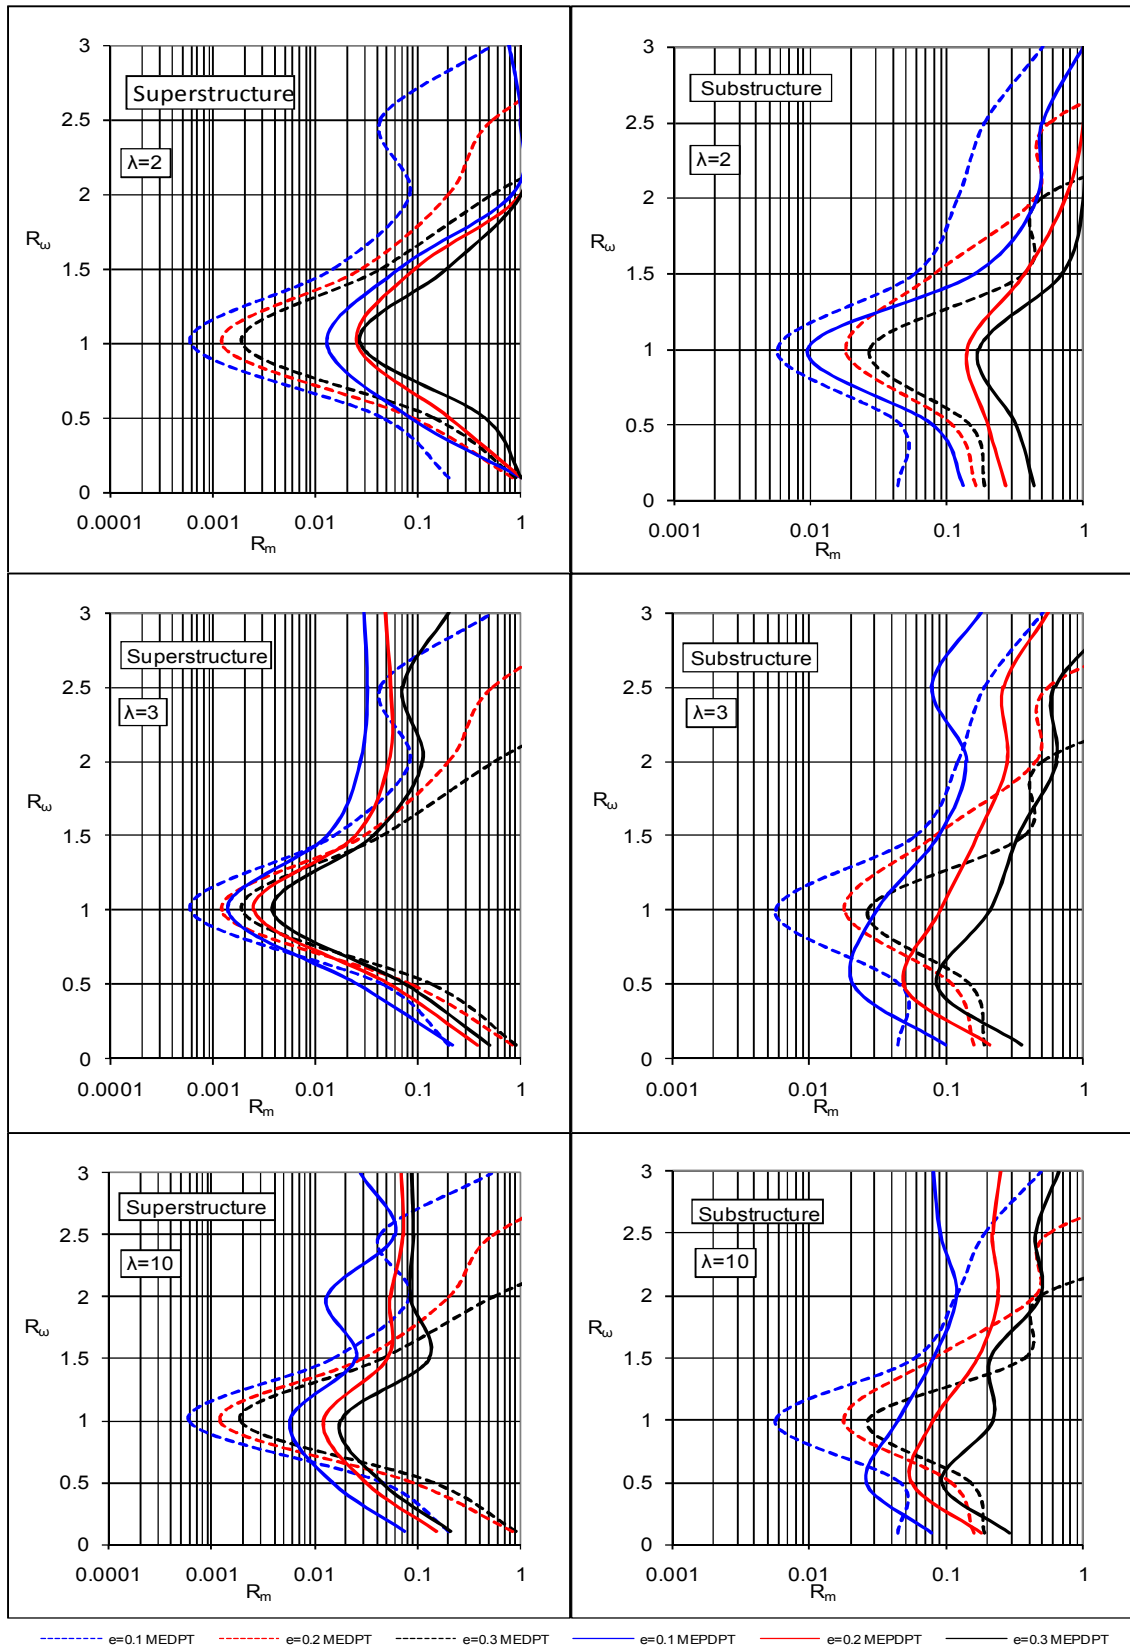 3
2.5
2
1.5
1
0.5
0
Superstructure
λ=2
Rω
0.0001 0.001 0.01 0.1 1
Rm
3
2.5
2
1.5
1
0.5
0
Substructure
λ=2
Rω
0.001 0.01 0.1 1
Rm
3
2.5
2
1.5
1
0.5
0
Superstructure
λ=3
Rω
0.0001 0.001 0.01 0.1 1
Rm
3
2.5
2
1.5
1
0.5
0
Substructure
λ=3
Rω
0.001 0.01 0.1 1
Rm
3
2.5
2
1.5
1
0.5
0
Superstructure
λ=10
Rω
0.0001 0.001 0.01 0.1 1
Rm
3
2.5
2
1.5
1
0.5
0
Substructure
λ=10
Rω
0.001 0.01 0.1 1
Rm
e=0.1 MEDPT e=0.2 MEDPT e=0.3 MEDPT e=0.1 MEPDPT e=0.2 MEPDPT e=0.3 MEPDPT